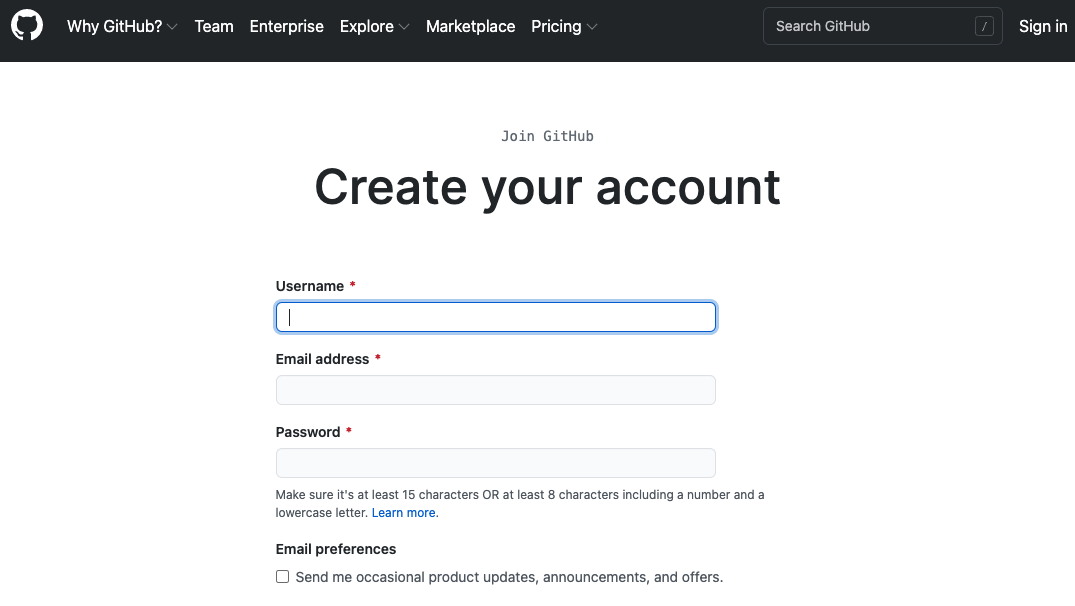 Why GitHub? Team Enterprise Explore Marketplace Pricing Search GitHub / Sign in
Join GitHub
Create your account
Username *
Email address *
Password *
Make sure it's at least 15 characters OR at least 8 characters including a number and a
lowercase letter. Learn more.
Email preferences
Send me occasional product updates, announcements, and offers.